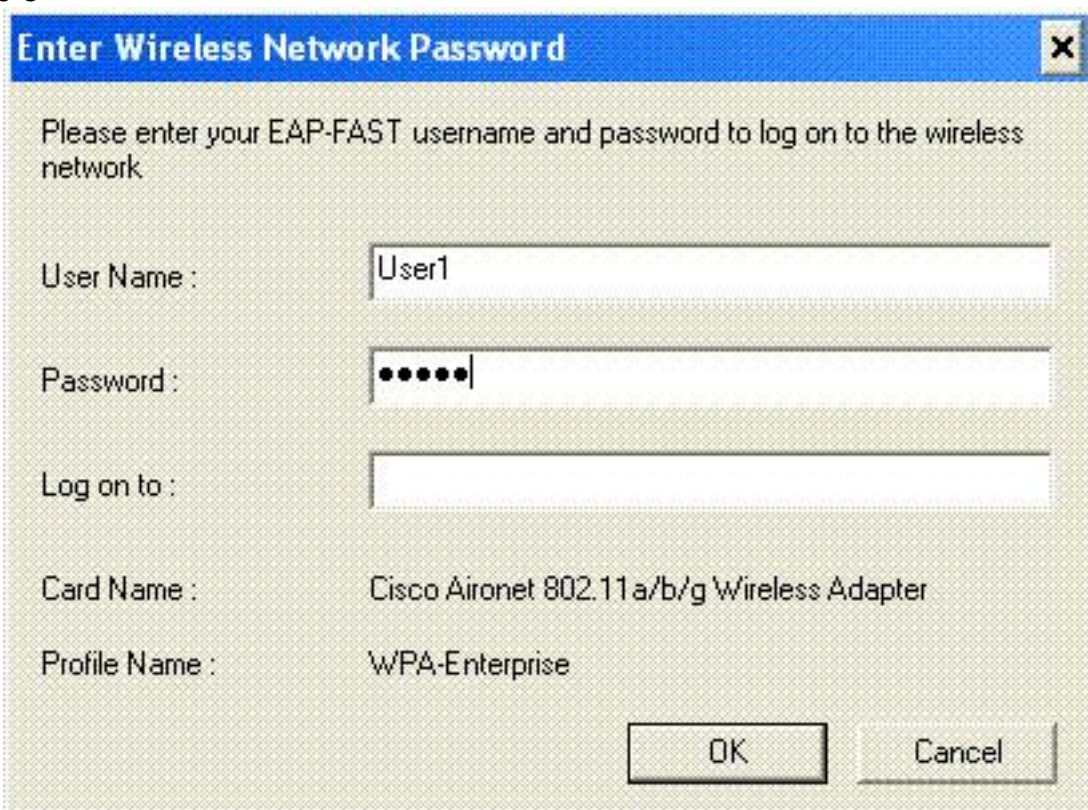 Enter Wireless Network Password
Please enter your EAP-FAST username and password to log on to the wireless
network
User Name : User1
Password : •••••
Log on to :
Card Name : Cisco Aironet 802.11a/b/g Wireless Adapter
Profile Name : WPA-Enterprise
OK Cancel